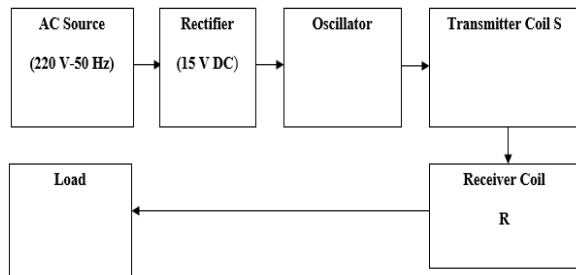 AC Source
(220 V-50 Hz)
Rectifier
(15 V DC)
Oscillator
Transmitter Coil S
Load
Receiver Coil
R